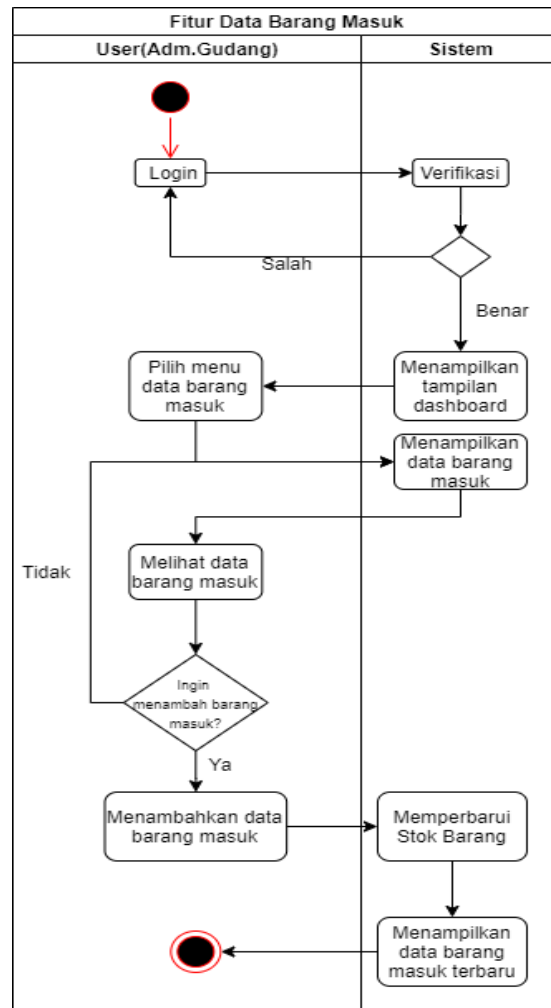 Fitur Data Barang Masuk
User(Adm.Gudang)
Sistem
Login
Verifikasi
Salah
Benar
Pilih menu
data barang
masuk
Menampilkan
tampilan
dashboard
Menampilkan
data barang
masuk
Tidak
Melihat data
barang masuk
Ingin
menambah barang
masuk?
Ya
Menambahkan data
barang masuk
Memperbarui
Stok Barang
Menampilkan
data barang
masuk terbaru